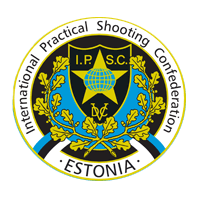 International Practical Shooting Confederation
I.P.S.C.
DVC
· ESTONIA ·